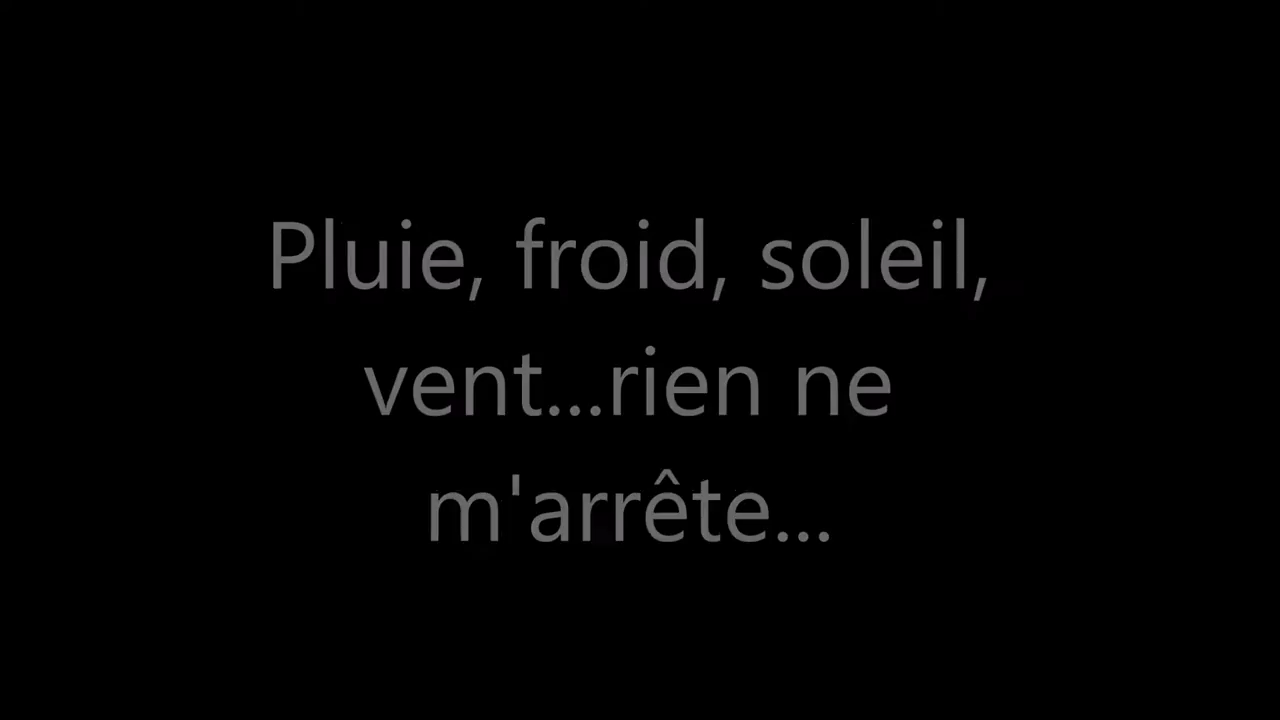 Pluie, froid, soleil,
vent...rien ne
m'arrête...